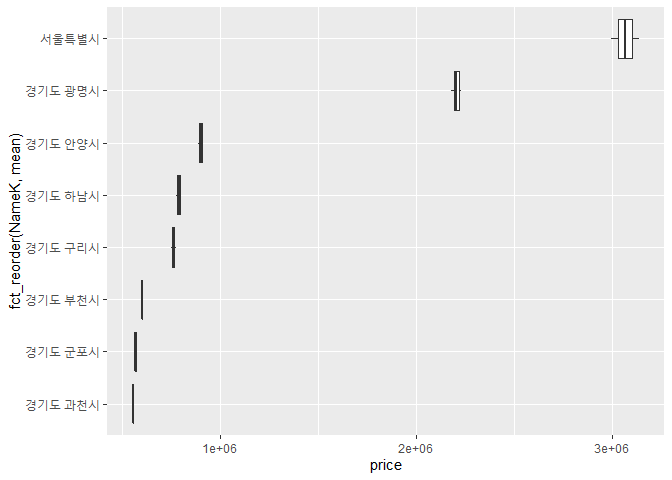 서울특별시
경기도 광명시
경기도 안양시
경기도 하남시
경기도 구리시
경기도 부천시
경기도 군포시
경기도 과천시
fct_reorder(NameK, mean)
1e+06 2e+06 3e+06
price